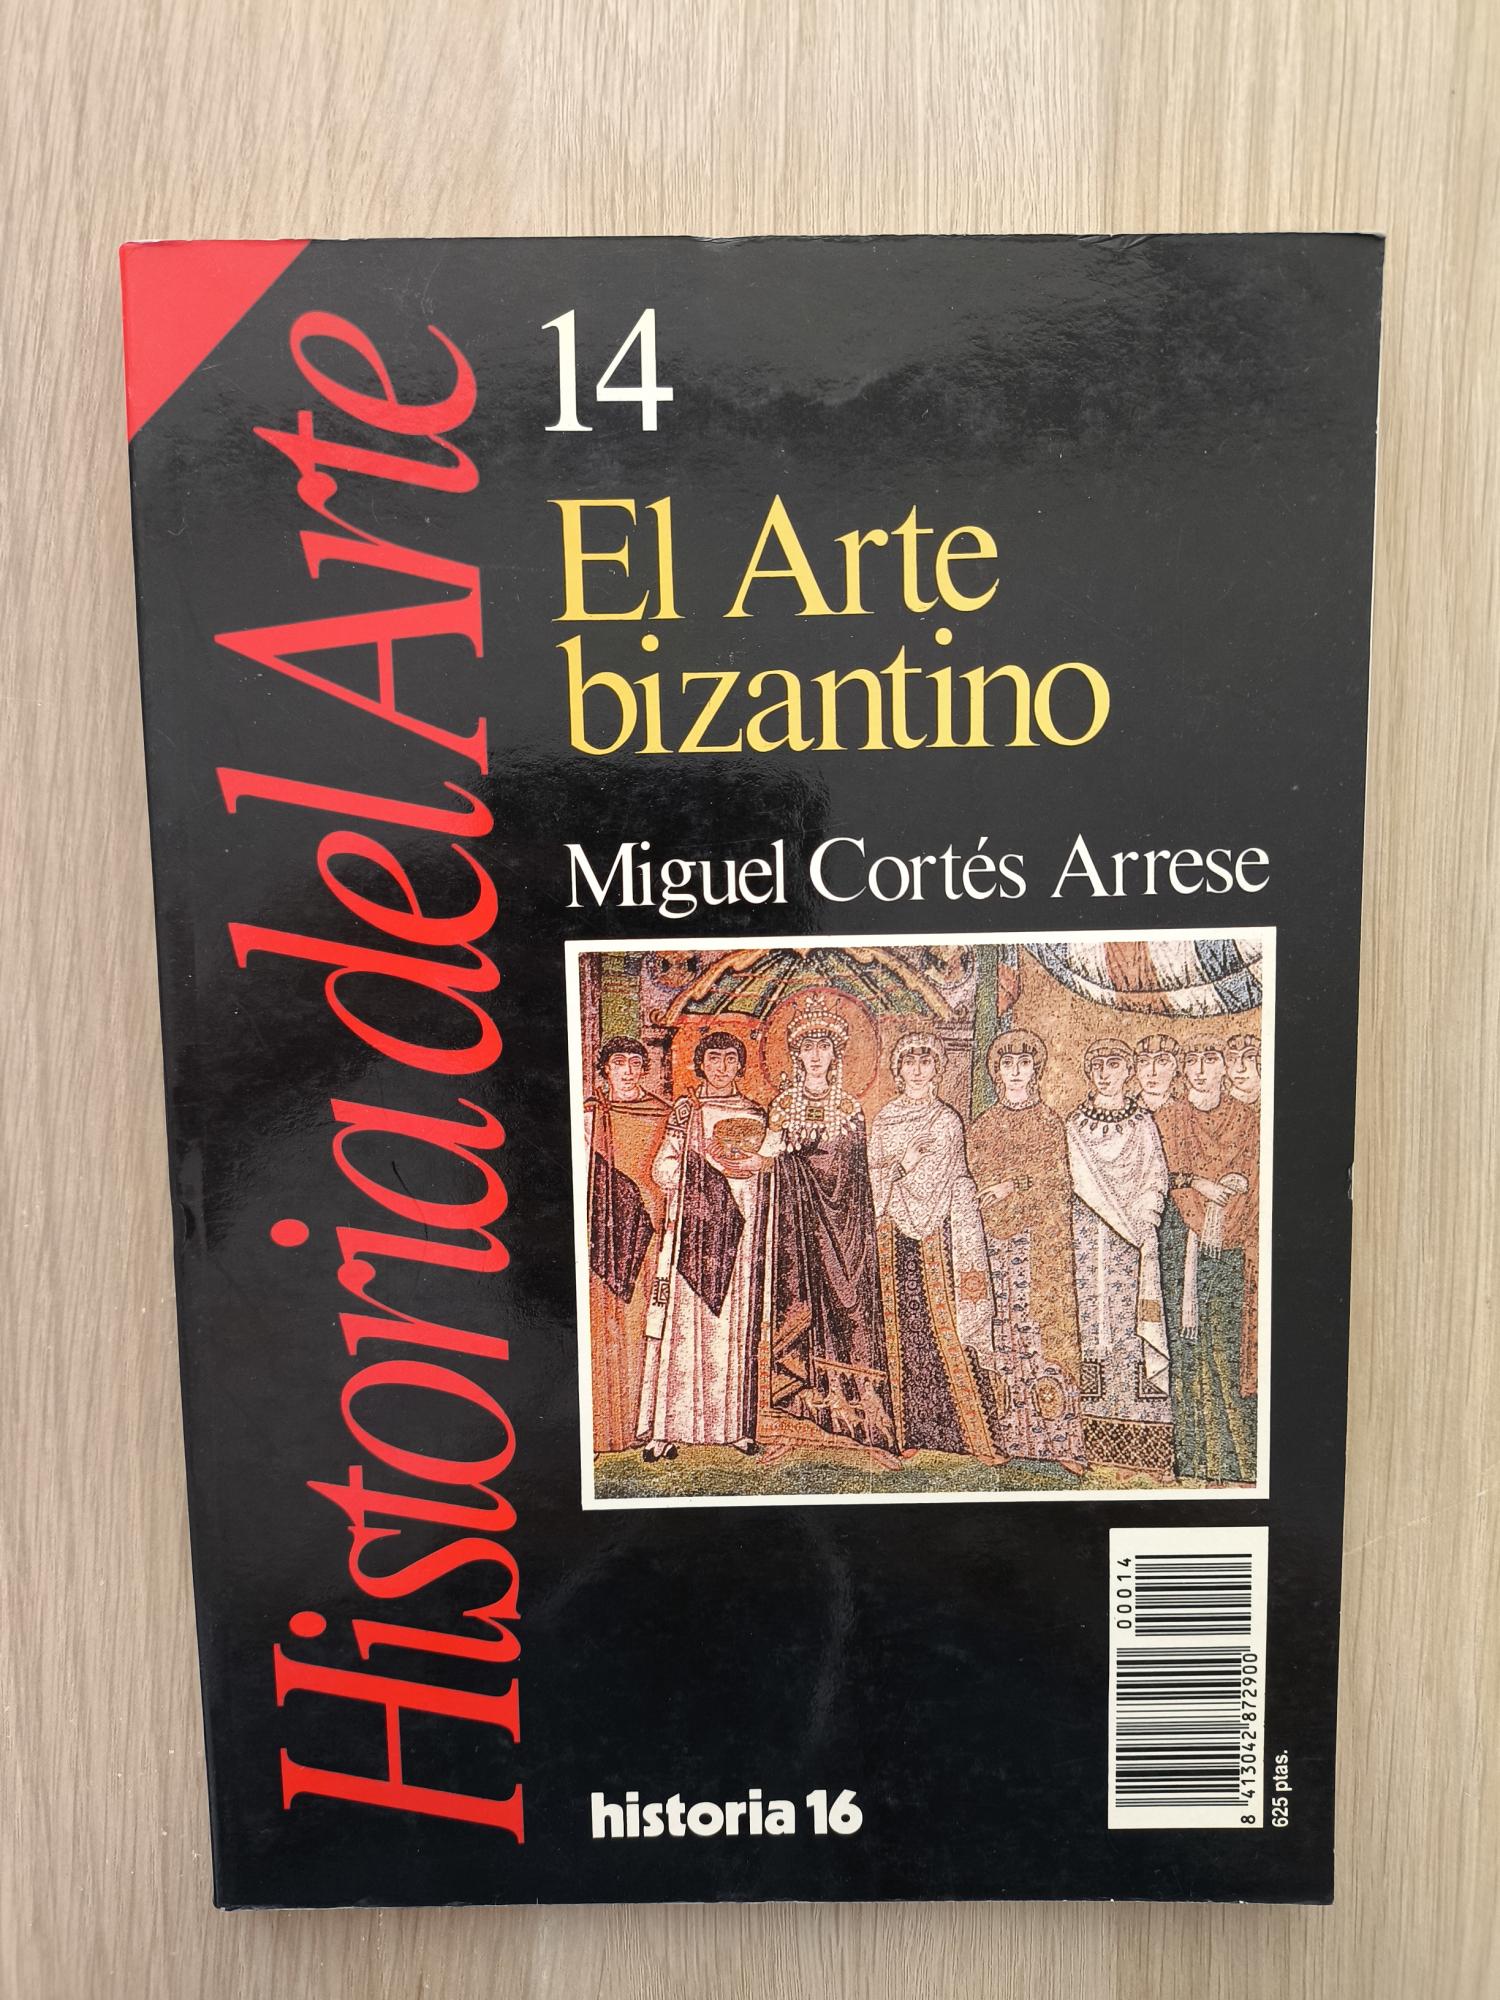 Historia del Arte
14
El Arte
bizantino
Miguel Cortés Arrese
historia 16
00014
8 413042 872900
625 ptas.